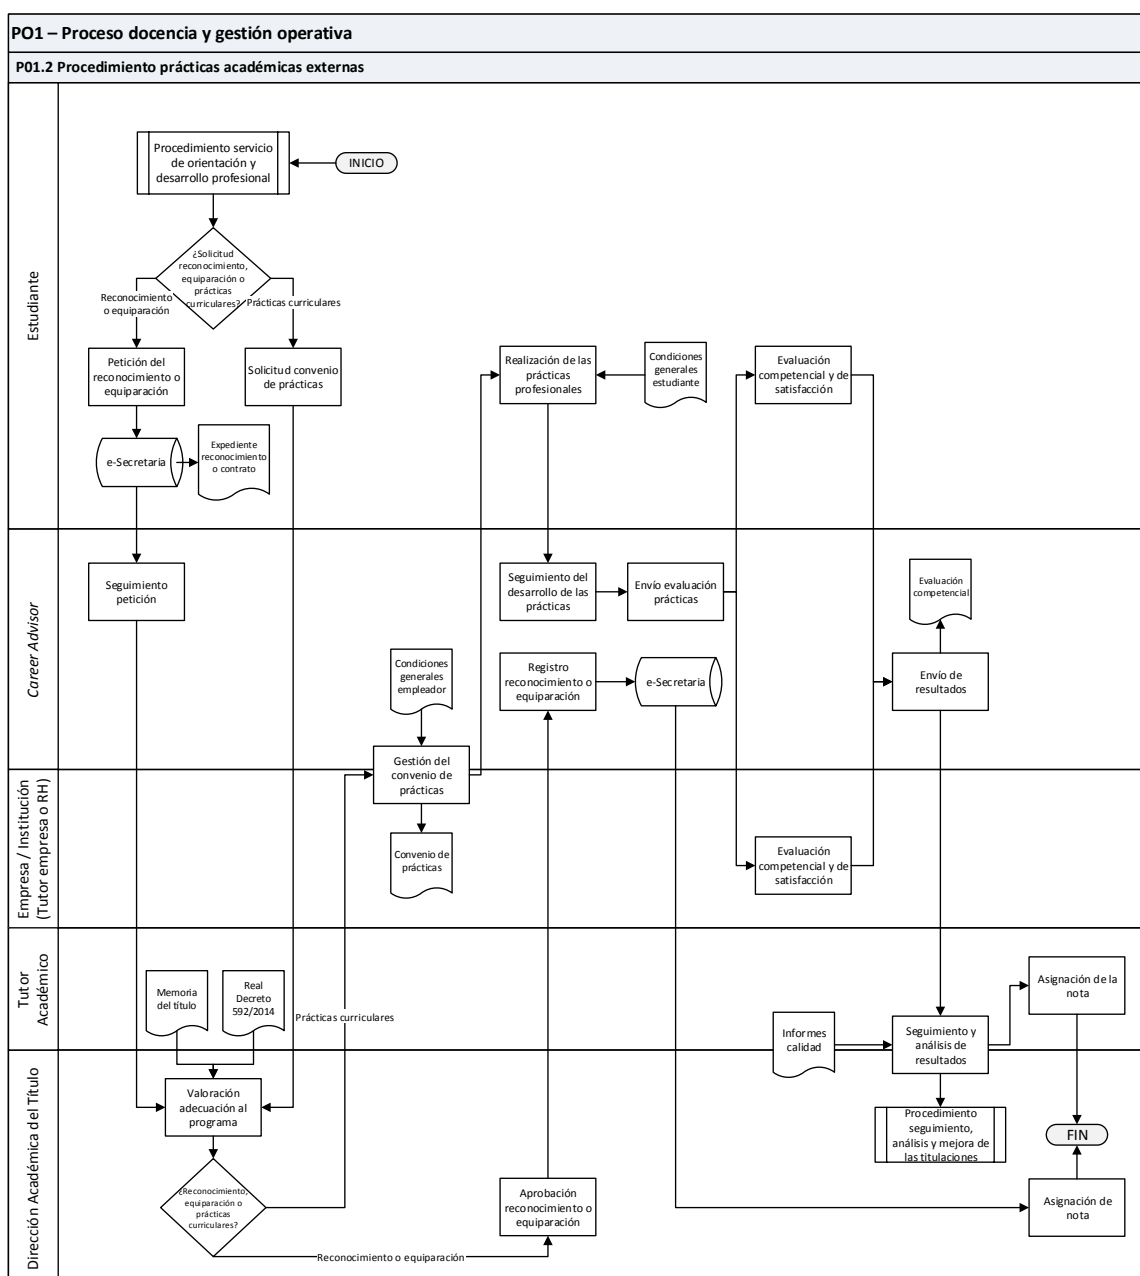 PO1 – Proceso docencia y gestión operativa
P01.2 Procedimiento prácticas académicas externas
Estudiante
Procedimiento servicio
de orientación y
desarrollo profesional
INICIO
¿Solicitud
reconocimiento,
equiparación o
prácticas
curriculares?
Reconocimiento
o equiparación
Prácticas curriculares
Petición del
reconocimiento o
equiparación
Solicitud convenio
de prácticas
Realización de las
prácticas
profesionales
Condiciones
generales
estudiante
Evaluación
competencial y de
satisfacción
e-Secretaria
Expediente
reconocimiento
o contrato
Career Advisor
Seguimiento
petición
Seguimiento del
desarrollo de las
prácticas
Envío evaluación
prácticas
Evaluación
competencial
Condiciones
generales
empleador
Registro
reconocimiento o
equiparación
e-Secretaria
Envío de
resultados
Gestión del
convenio de
prácticas
Empresa / Institución
(Tutor empresa o RH)
Convenio de
prácticas
Evaluación
competencial y de
satisfacción
Tutor
Académico
Memoria
del título
Real
Decreto
592/2014
Prácticas curriculares
Informes
calidad
Seguimiento y
análisis de
resultados
Asignación de la
nota
Dirección Académica del Título
Valoración
adecuación al
programa
Procedimiento
seguimiento,
análisis y mejora de
las titulaciones
FIN
¿Reconocimiento,
equiparación o
prácticas
curriculares?
Aprobación
reconocimiento o
equiparación
Asignación de
nota
Reconocimiento o equiparación